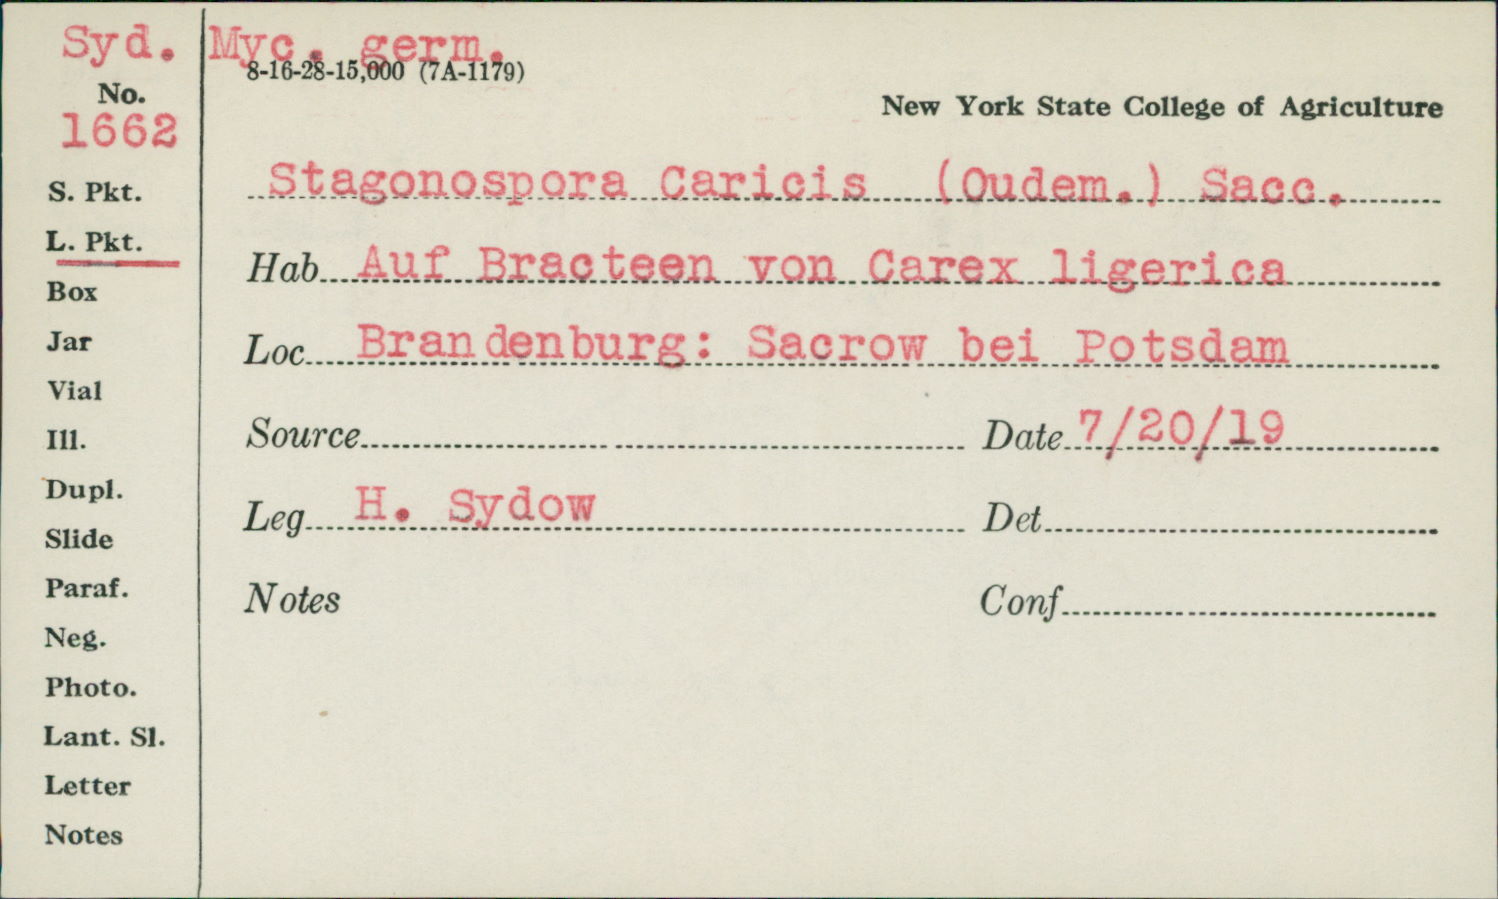 Syd. Myc. germ.
8-16-28-15,000 (7A-1179)
No.
1662
New York State College of Agriculture
Stagonospora Caricis (Oudem.) Sacc.
S. Pkt.
L. Pkt.
Hab Auf Bracteen von Carex ligerica
Box
Jar
Loc Brandenburg: Sacrow bei Potsdam
Vial
Ill.
Source Date 7/20/19
Dupl.
Leg H. Sydow Det
Slide
Paraf.
Notes Conf
Neg.
Photo.
Lant. Sl.
Letter
Notes